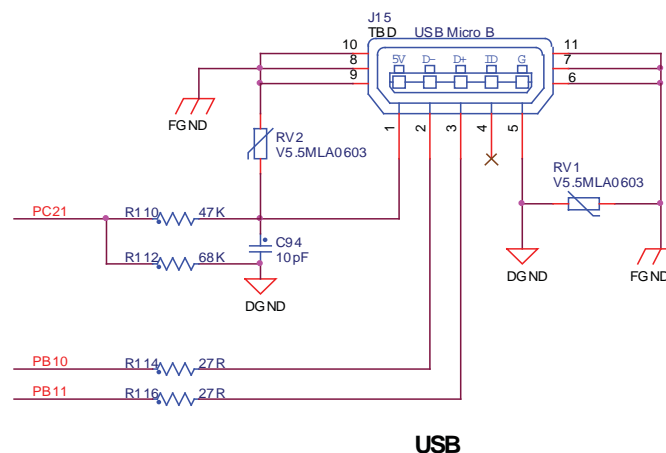 J15
TBD USB Micro B
10
8
9
11
7
6
5V D- D+ ID G
1 2 3 4 5
FGND
RV2
V5.5MLA0603
RV1
V5.5MLA0603
PC21 R110 47K
C94
10pF
R112 68K
DGND
DGND
FGND
PB10 R114 27R
PB11 R116 27R
USB